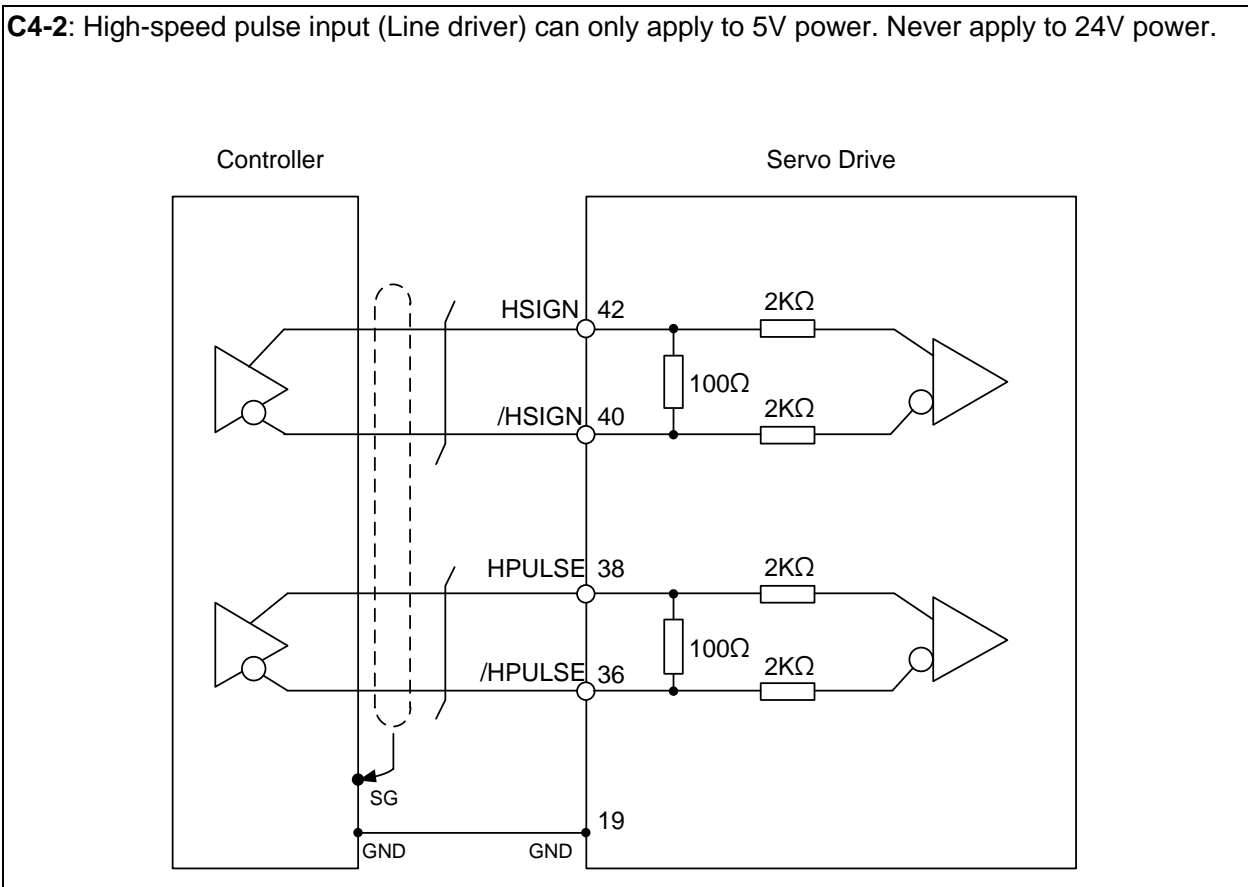 C4-2: High-speed pulse input (Line driver) can only apply to 5V power. Never apply to 24V power.
Controller
Servo Drive
HSIGN 42
2KΩ
100Ω
/HSIGN 40
2KΩ
HPULSE 38
2KΩ
100Ω
/HPULSE 36
2KΩ
SG
19
GND
GND